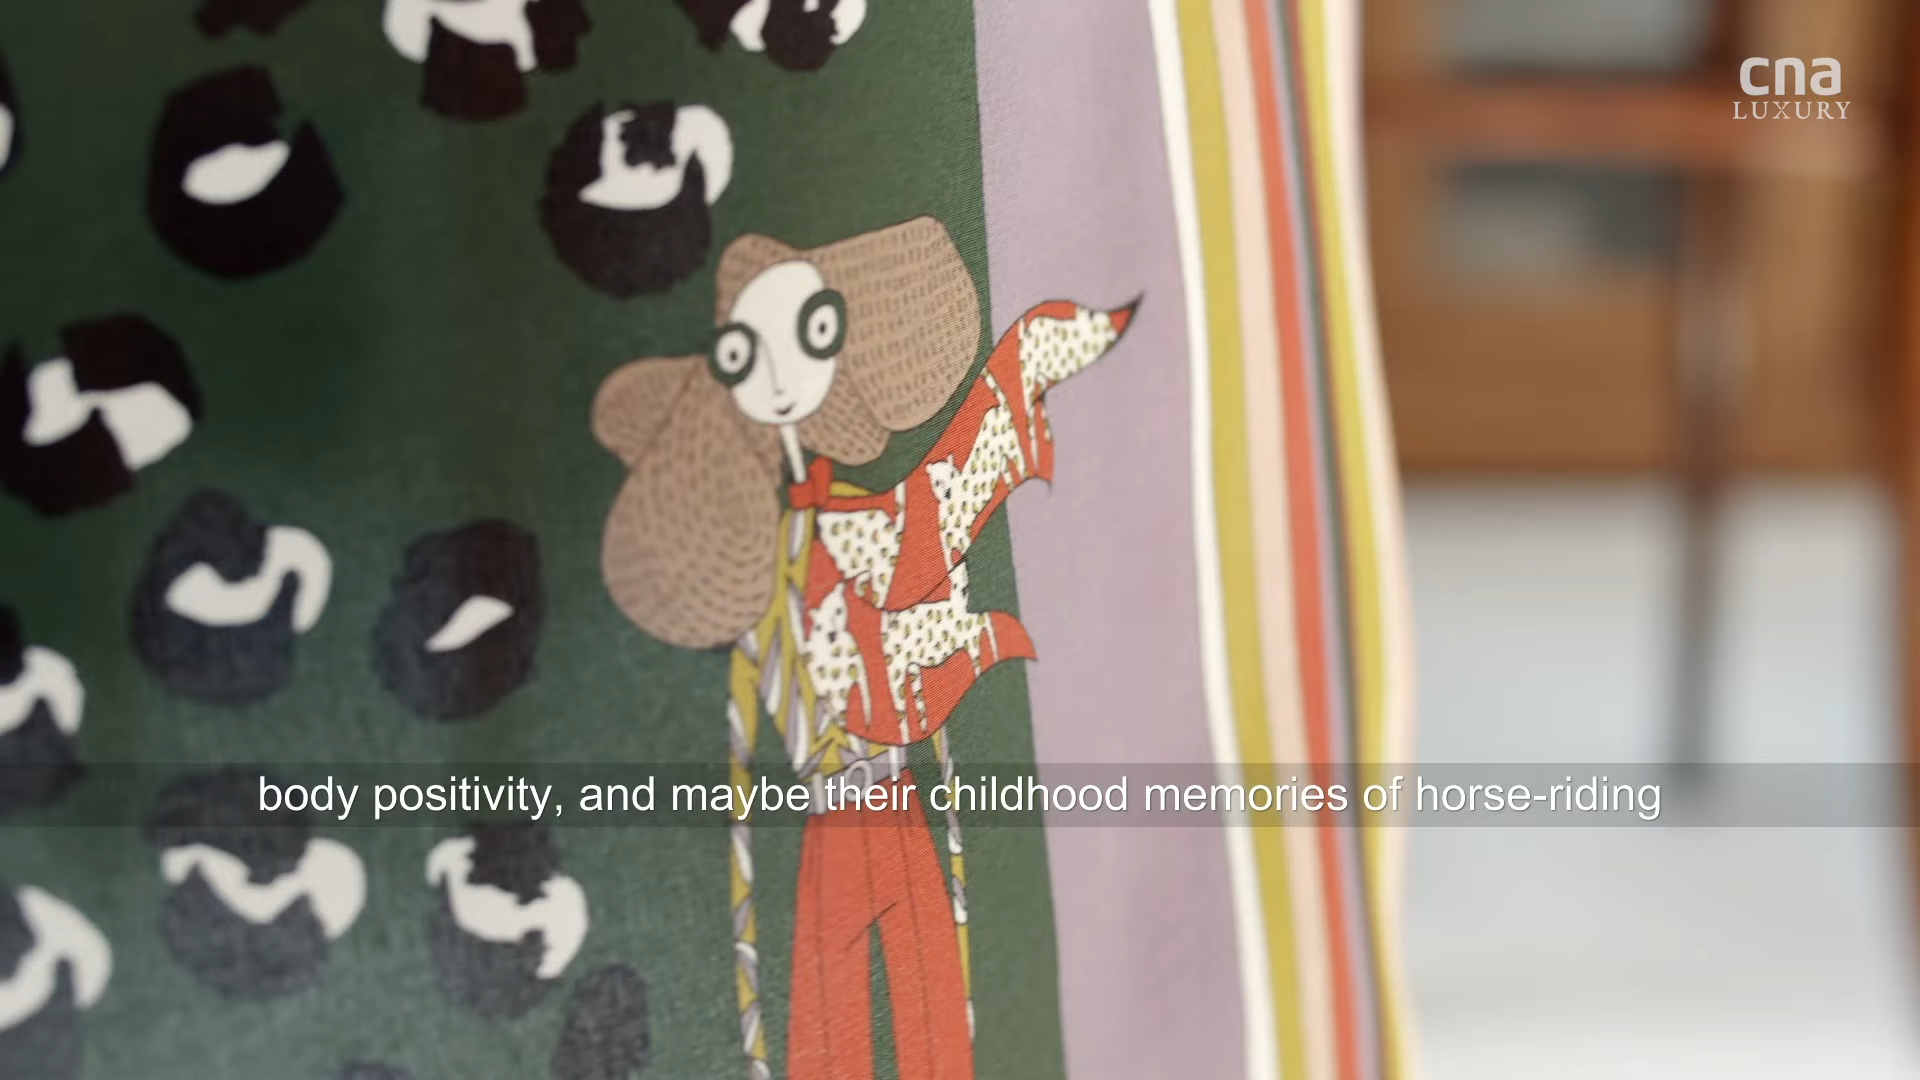 cna
LUXURY
body positivity, and maybe their childhood memories of horse-riding